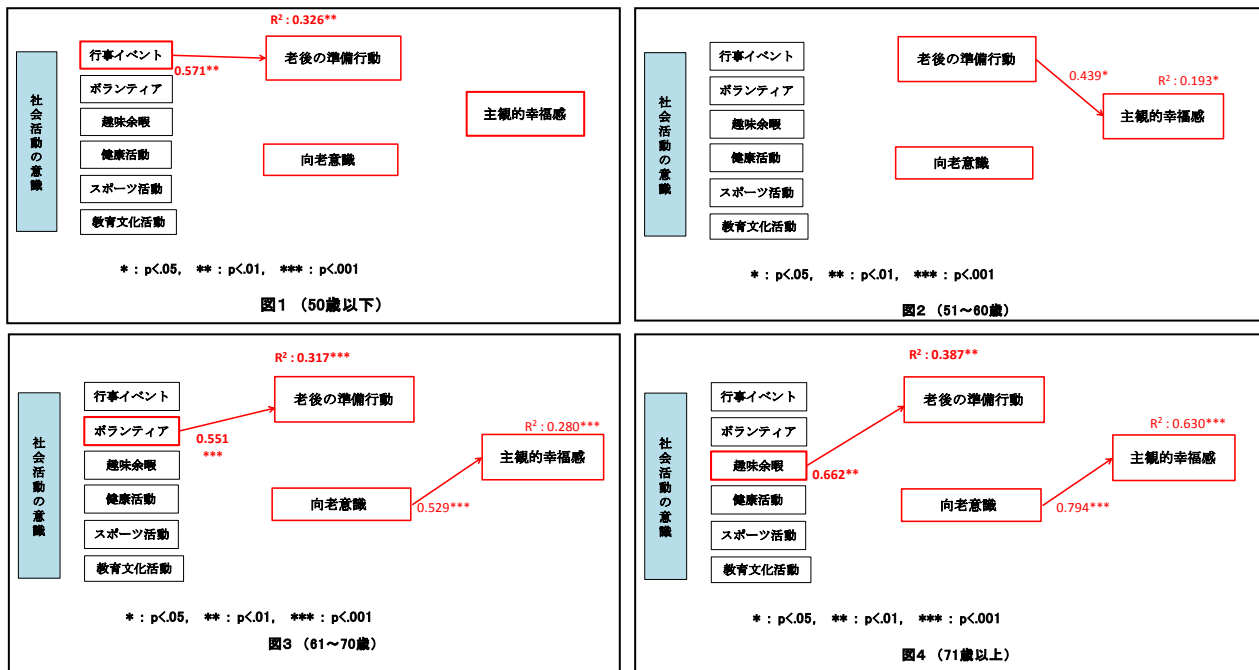 R² : 0.326**
行事イベント
0.571**
老後の準備行動
ボランティア
社会活動の意識
趣味余暇
主観的幸福感
健康活動
向老意識
スポーツ活動
教育文化活動
* : p<.05, ** : p<.01, *** : p<.001
図1 (50歳以下)
行事イベント
老後の準備行動
0.439*
R² : 0.193*
ボランティア
社会活動の意識
主観的幸福感
趣味余暇
健康活動
向老意識
スポーツ活動
教育文化活動
* : p<.05, ** : p<.01, *** : p<.001
図2 (51~60歳)
R² : 0.317***
行事イベント
老後の準備行動
ボランティア
0.551
***
R² : 0.280***
社会活動の意識
趣味余暇
主観的幸福感
健康活動
向老意識
0.529***
スポーツ活動
教育文化活動
* : p<.05, ** : p<.01, *** : p<.001
図3 (61~70歳)
R² : 0.387**
行事イベント
老後の準備行動
ボランティア
R² : 0.630***
社会活動の意識
趣味余暇
0.662**
主観的幸福感
健康活動
向老意識
0.794***
スポーツ活動
教育文化活動
* : p<.05, ** : p<.01, *** : p<.001
図4 (71歳以上)